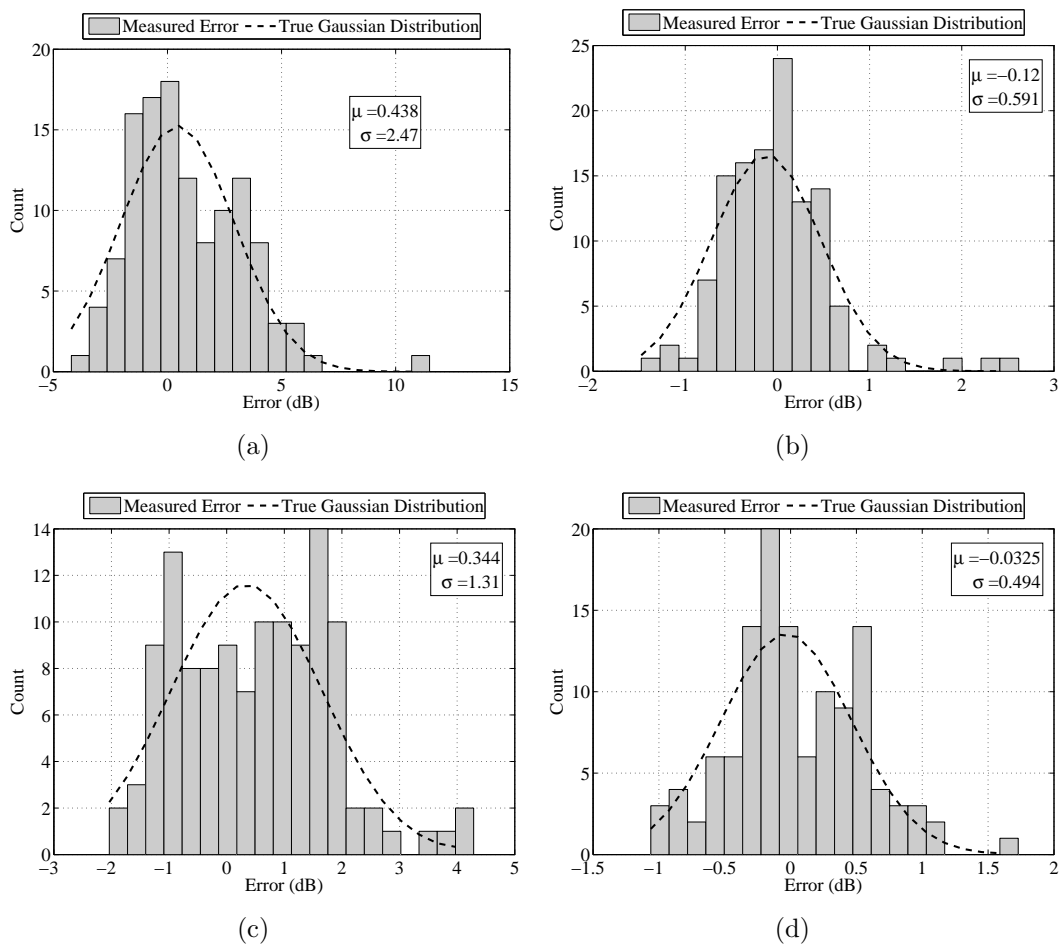 Measured Error True Gaussian Distribution
20
15
10
5
0
Count
μ =0.438
σ =2.47
−5 0 5 10 15
Error (dB)
(a)
Measured Error True Gaussian Distribution
25
20
15
10
5
0
Count
μ =−0.12
σ =0.591
−2 −1 0 1 2 3
Error (dB)
(b)
Measured Error True Gaussian Distribution
14
12
10
8
6
4
2
0
Count
μ =0.344
σ =1.31
−3 −2 −1 0 1 2 3 4 5
Error (dB)
(c)
Measured Error True Gaussian Distribution
20
15
10
5
0
Count
μ =−0.0325
σ =0.494
−1.5 −1 −0.5 0 0.5 1 1.5 2
Error (dB)
(d)